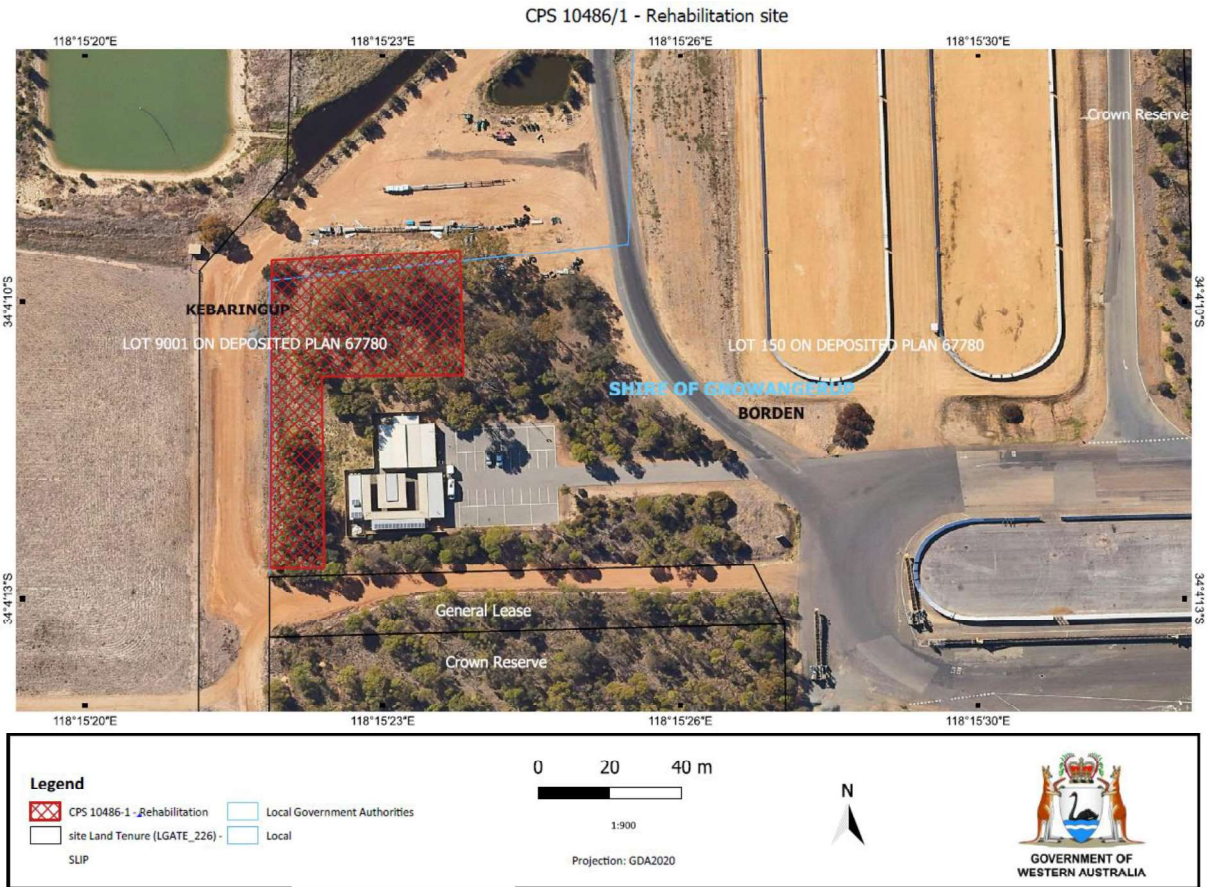 CPS 10486/1 - Rehabilitation site
118°15'20"E 118°15'23"E 118°15'26"E 118°15'30"E
Crown Reserve
34°4'10"S
34°4'10"S
KEBARINGUP
LOT 9001 ON DEPOSITED PLAN 67780
LOT 150 ON DEPOSITED PLAN 67780
SHIRE OF GNOWANGERUP
BORDEN
34°4'13"S
34°4'13"S
General Lease
Crown Reserve
118°15'20"E 118°15'23"E 118°15'26"E 118°15'30"E
Legend
CPS 10486-1 - Rehabilitation
site Land Tenure (LGATE_226) -
SLIP
Local Government Authorities
Local
0 20 40 m
1:900
Projection: GDA2020
N
GOVERNMENT OF
WESTERN AUSTRALIA